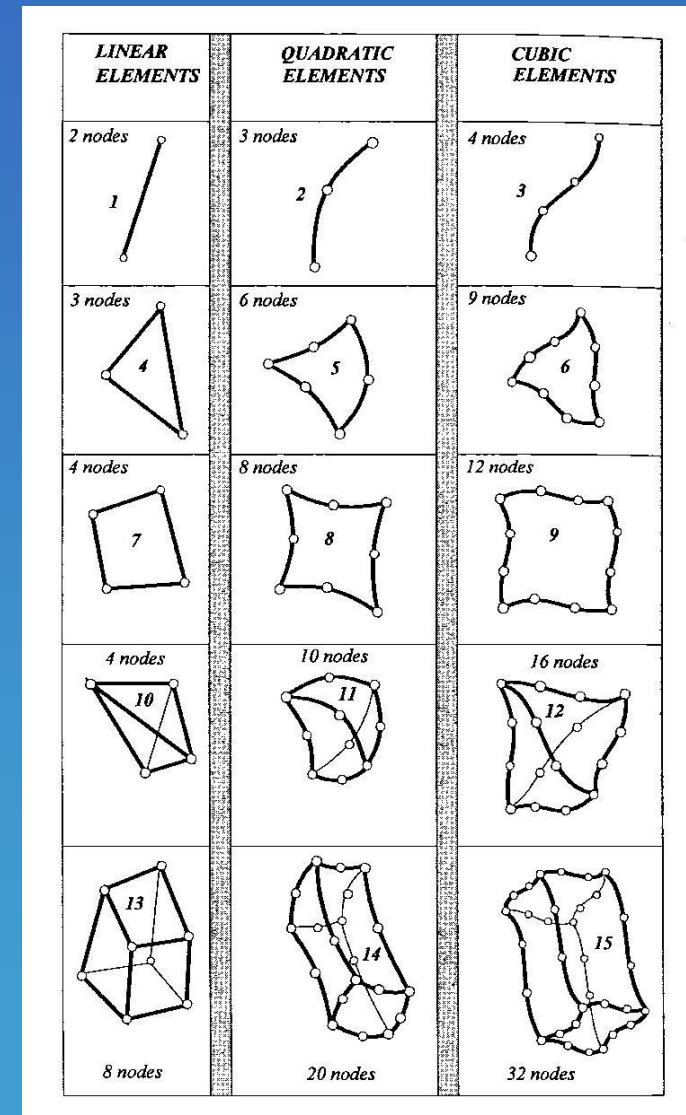 LINEAR
ELEMENTS
QUADRATIC
ELEMENTS
CUBIC
ELEMENTS
2 nodes
1
3 nodes
2
4 nodes
3
3 nodes
4
6 nodes
5
9 nodes
6
4 nodes
7
8 nodes
8
12 nodes
9
4 nodes
10
10 nodes
11
16 nodes
12
13
8 nodes
14
20 nodes
15
32 nodes